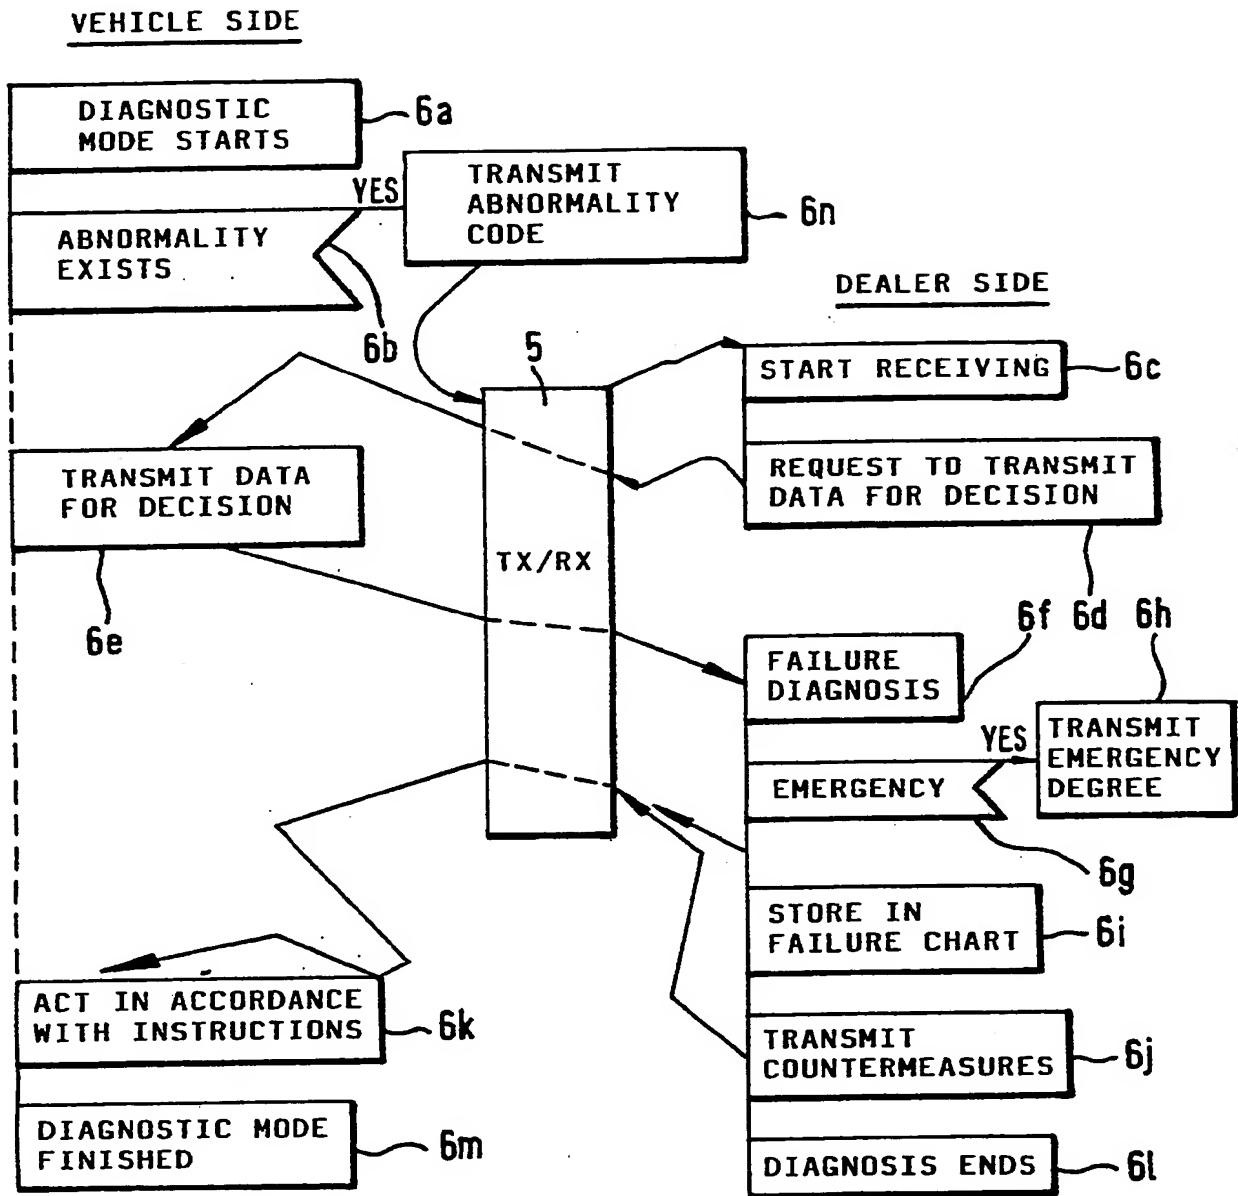 VEHICLE SIDE
DIAGNOSTIC
MODE STARTS
6a
YES
TRANSMIT
ABNORMALITY
CODE
6n
ABNORMALITY
EXISTS
6b
DEALER SIDE
5
START RECEIVING
6c
TRANSMIT DATA
FOR DECISION
6e
REQUEST TO TRANSMIT
DATA FOR DECISION
6d
TX/RX
FAILURE
DIAGNOSIS
6f
YES
TRANSMIT
EMERGENCY
DEGREE
6h
EMERGENCY
6g
STORE IN
FAILURE CHART
6i
ACT IN ACCORDANCE
WITH INSTRUCTIONS
6k
TRANSMIT
COUNTERMEASURES
6j
DIAGNOSTIC MODE
FINISHED
6m
DIAGNOSIS ENDS
6l